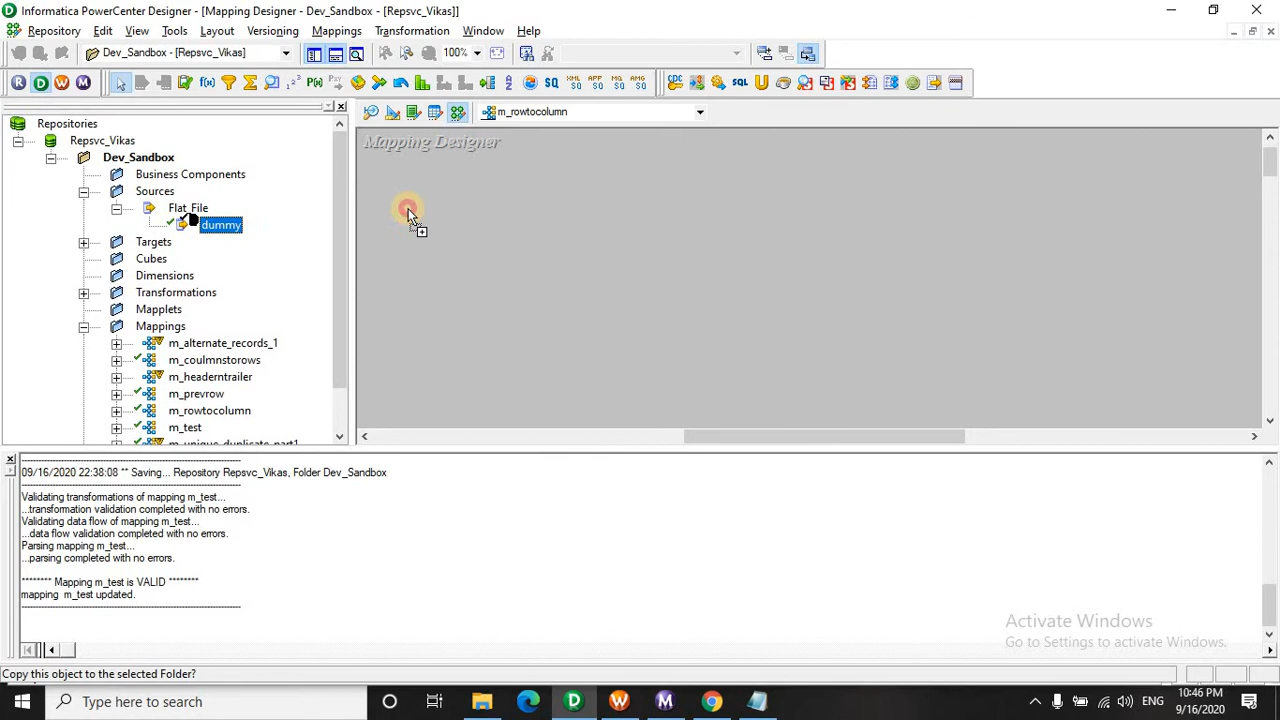 Informatica PowerCenter Designer - [Mapping Designer - Dev_Sandbox - [Repsvc_Vikas]]
Repository Edit View Tools Layout Versioning Mappings Transformation Window Help
Dev_Sandbox - [Repsvc_Vikas] 100%
m_rowtocolumn
Repositories
Repsvc_Vikas
Dev_Sandbox
Business Components
Sources
Flat_File
dummy
Targets
Cubes
Dimensions
Transformations
Mapplets
Mappings
m_alternate_records_1
m_coulmnstorows
m_headerntrailer
m_prevrow
m_rowtocolumn
m_test
m_unique_duplicate_part1
Mapping Designer
09/16/2020 22:38:08 ** Saving... Repository Repsvc_Vikas, Folder Dev_Sandbox
Validating transformations of mapping m_test...
...transformation validation completed with no errors.
Validating data flow of mapping m_test...
...data flow validation completed with no errors.
Parsing mapping m_test...
...parsing completed with no errors.
******** Mapping m_test is VALID ********
mapping m_test updated.
Activate Windows
Go to Settings to activate Windows.
Copy this object to the selected Folder?
Type here to search
ENG
10:46 PM
9/16/2020